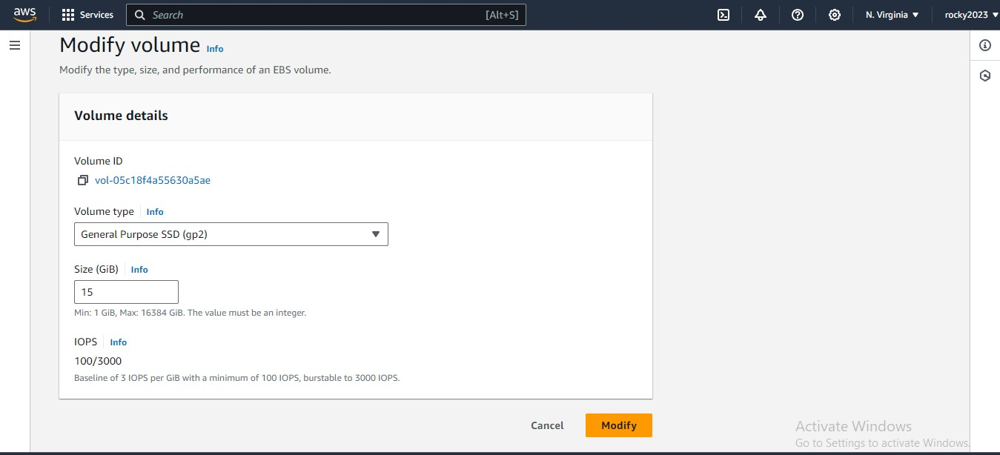 aws
Services
Search
[Alt+S]
N. Virginia
rocky2023
Modify volume Info
Modify the type, size, and performance of an EBS volume.
Volume details
Volume ID
vol-05c18f4a55630a5ae
Volume type Info
General Purpose SSD (gp2)
Size (GiB) Info
15
Min: 1 GiB, Max: 16384 GiB. The value must be an integer.
IOPS Info
100/3000
Baseline of 3 IOPS per GiB with a minimum of 100 IOPS, burstable to 3000 IOPS.
Cancel
Modify
Activate Windows
Go to Settings to activate Windows.